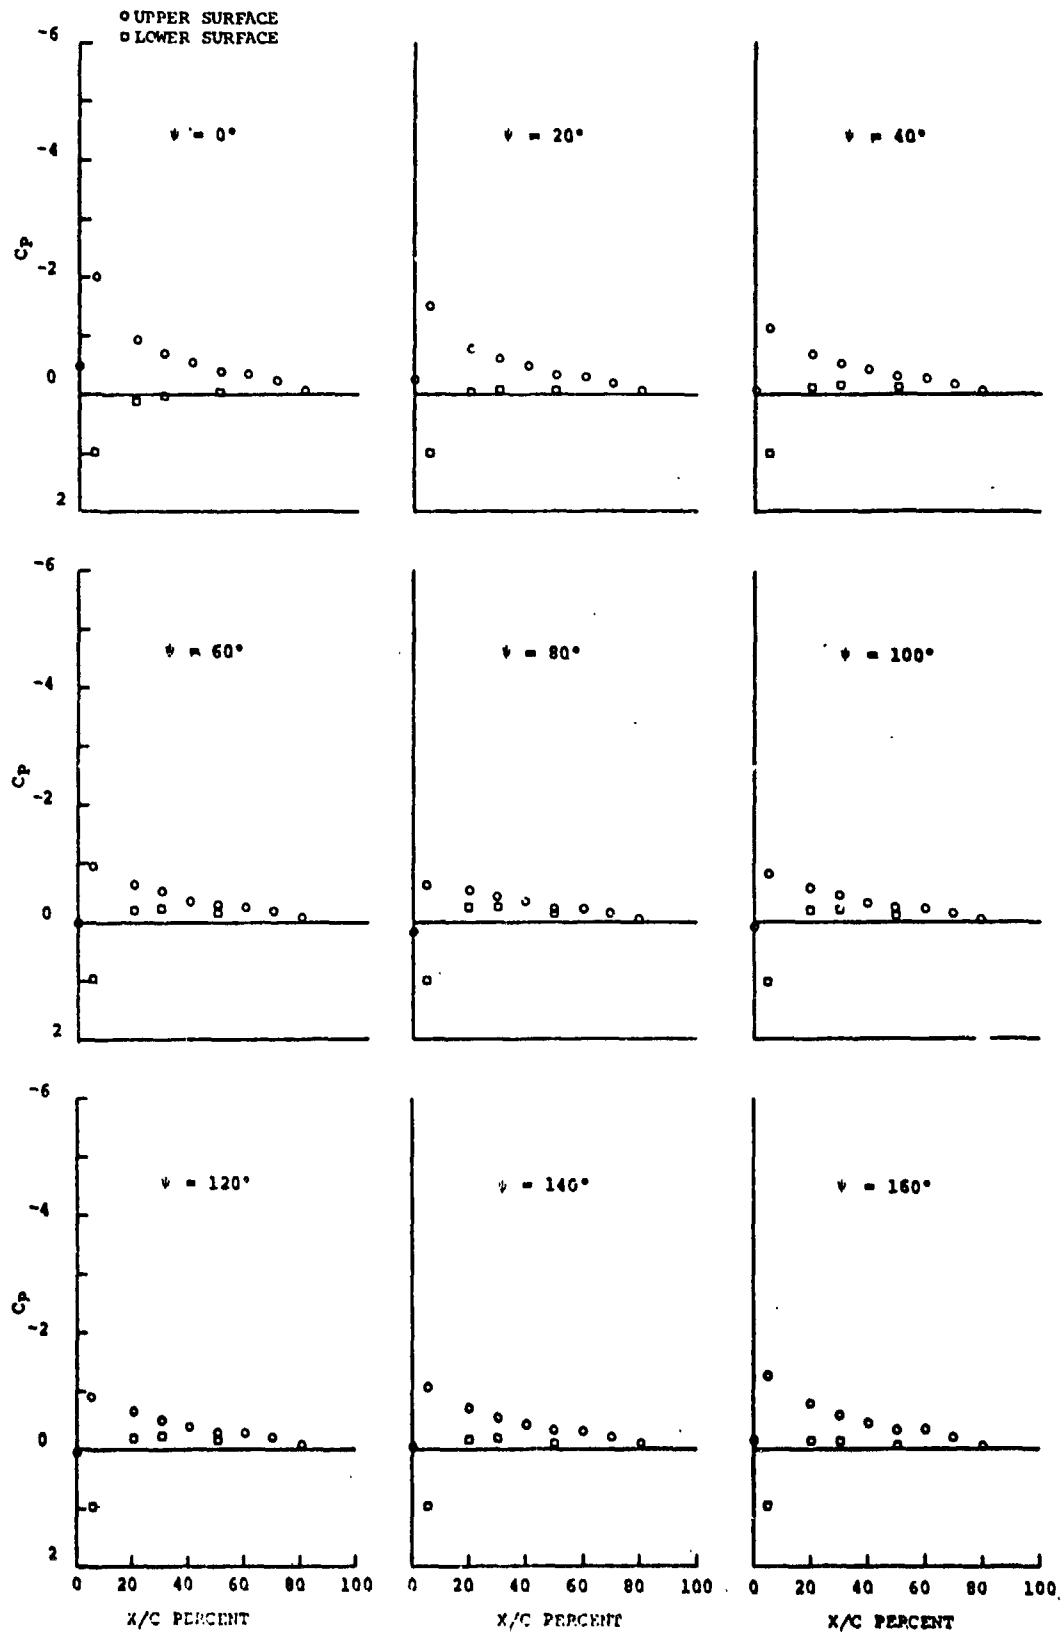 UPPER SURFACE
LOWER SURFACE
-6
-4
-2
0
2
Cp
ψ = 0°
ψ = 20°
ψ = 40°
-6
-4
-2
0
2
Cp
ψ = 60°
ψ = 80°
ψ = 100°
-6
-4
-2
0
2
Cp
ψ = 120°
ψ = 140°
ψ = 160°
0 20 40 60 80 100
0 20 40 60 80 100
0 20 40 60 80 100
X/C PERCENT
X/C PERCENT
X/C PERCENT